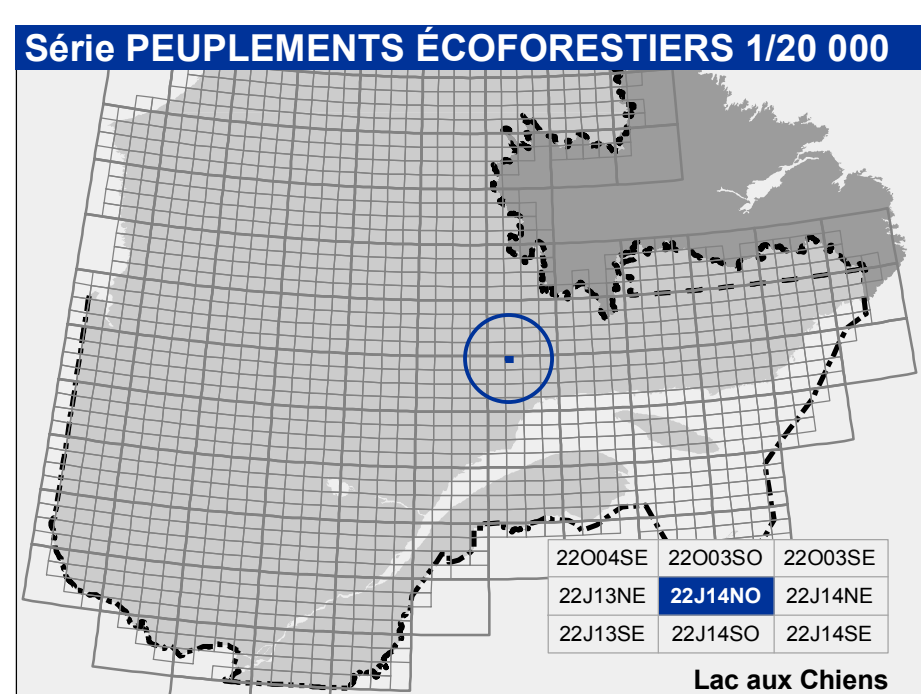 Série PEUPLEMENTS ÉCOFORESTIERS 1/20 000
22O04SE 22O03SO 22O03SE
22J13NE 22J14NO 22J14NE
22J13SE 22J14SO 22J14SE
Lac aux Chiens